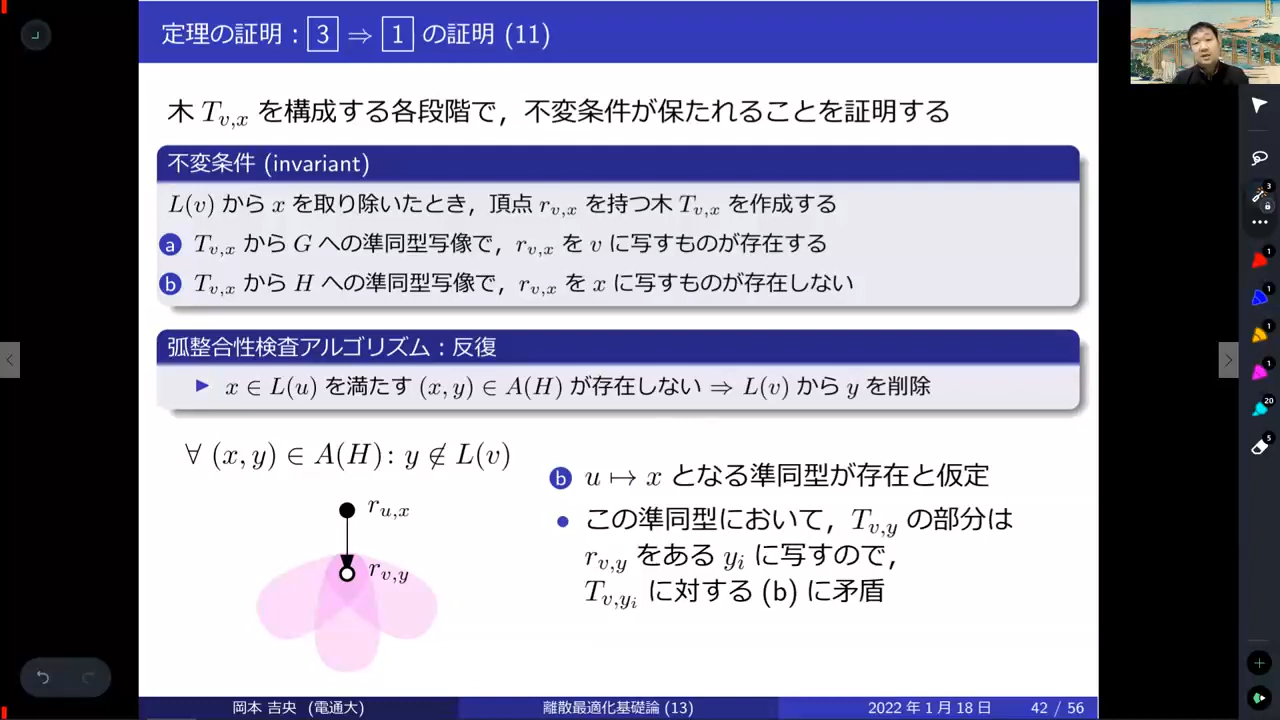 定理の証明 : 3 ⇒ 1 の証明 (11)
木 T_{v,x} を構成する各段階で，不変条件が保たれることを証明する
不変条件 (invariant)
L(v) から x を取り除いたとき，頂点 r_{v,x} を持つ木 T_{v,x} を作成する
a T_{v,x} から G への準同型写像で，r_{v,x} を v に写すものが存在する
b T_{v,x} から H への準同型写像で，r_{v,x} を x に写すものが存在しない
弧整合性検査アルゴリズム : 反復
▶ x ∈ L(u) を満たす (x, y) ∈ A(H) が存在しない ⇒ L(v) から y を削除
∀ (x, y) ∈ A(H): y ∉ L(v)
r_{u,x}
r_{v,y}
b u ↦ x となる準同型が存在と仮定
• この準同型において，T_{v,y} の部分は
r_{v,y} をある y_i に写すので，
T_{v,y_i} に対する (b) に矛盾
岡本 吉央 (電通大)
離散最適化基礎論 (13)
2022 年 1 月 18 日
42 / 56
3
1
1
1
1
20
5